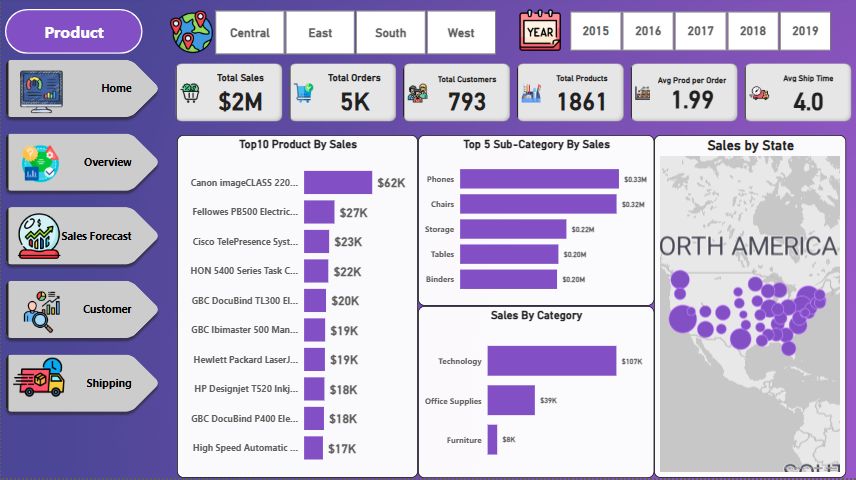 Product
Central
East
South
West
YEAR
2015
2016
2017
2018
2019
Home
Overview
Sales Forecast
Customer
Shipping
Total Sales
$2M
Total Orders
5K
Total Customers
793
Total Products
1861
Avg Prod per Order
1.99
Avg Ship Time
4.0
Top10 Product By Sales
Canon imageCLASS 220... $62K
Fellowes PB500 Electric... $27K
Cisco TelePresence Syst... $23K
HON 5400 Series Task C... $22K
GBC DocuBind TL300 El... $20K
GBC Ibimaster 500 Man... $19K
Hewlett Packard LaserJ... $19K
HP Designjet T520 Inkj... $18K
GBC DocuBind P400 Ele... $18K
High Speed Automatic ... $17K
Top 5 Sub-Category By Sales
Phones $0.33M
Chairs $0.32M
Storage $0.22M
Tables $0.20M
Binders $0.20M
Sales By Category
Technology $107K
Office Supplies $39K
Furniture $8K
Sales by State
ORTH AMERICA